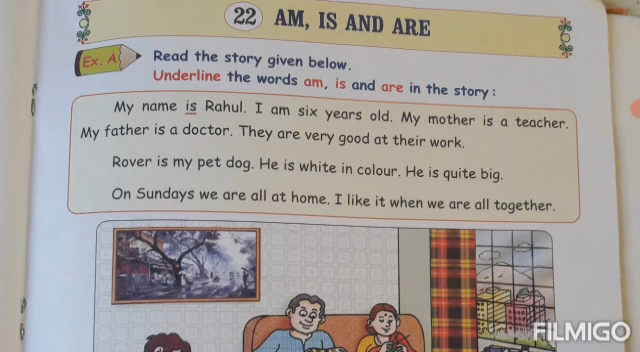 22 AM, IS AND ARE
Ex. A Read the story given below.
Underline the words am, is and are in the story:
My name is Rahul. I am six years old. My mother is a teacher.
My father is a doctor. They are very good at their work.
Rover is my pet dog. He is white in colour. He is quite big.
On Sundays we are all at home. I like it when we are all together.
FILMIGO